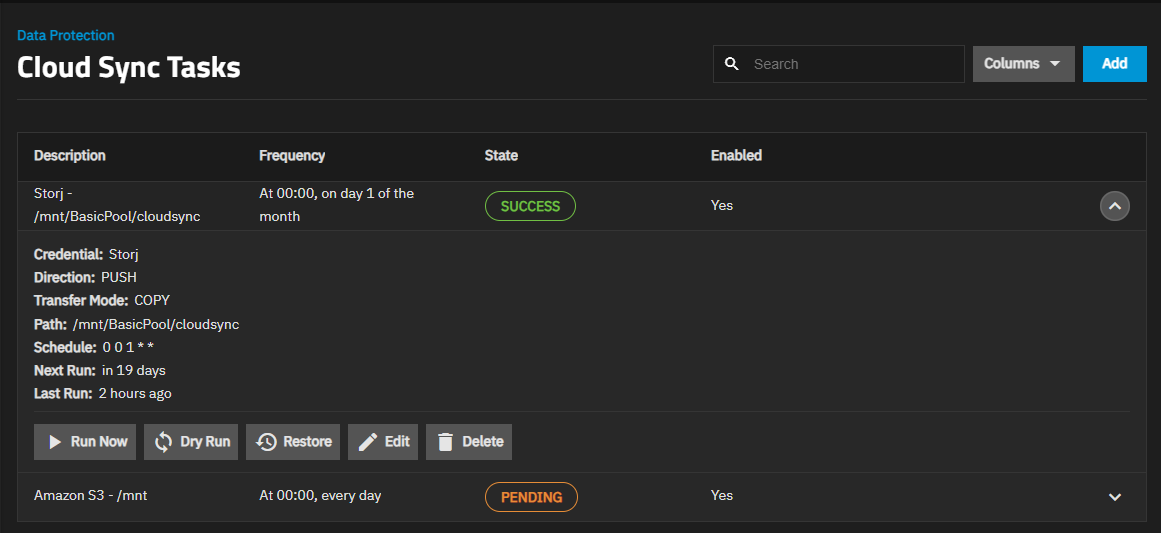 Data Protection
Cloud Sync Tasks
Search
Columns
Add
Description Frequency State Enabled
Storj - /mnt/BasicPool/cloudsync At 00:00, on day 1 of the month SUCCESS Yes
Credential: Storj
Direction: PUSH
Transfer Mode: COPY
Path: /mnt/BasicPool/cloudsync
Schedule: 0 0 1 * *
Next Run: in 19 days
Last Run: 2 hours ago
Run Now Dry Run Restore Edit Delete
Amazon S3 - /mnt At 00:00, every day PENDING Yes